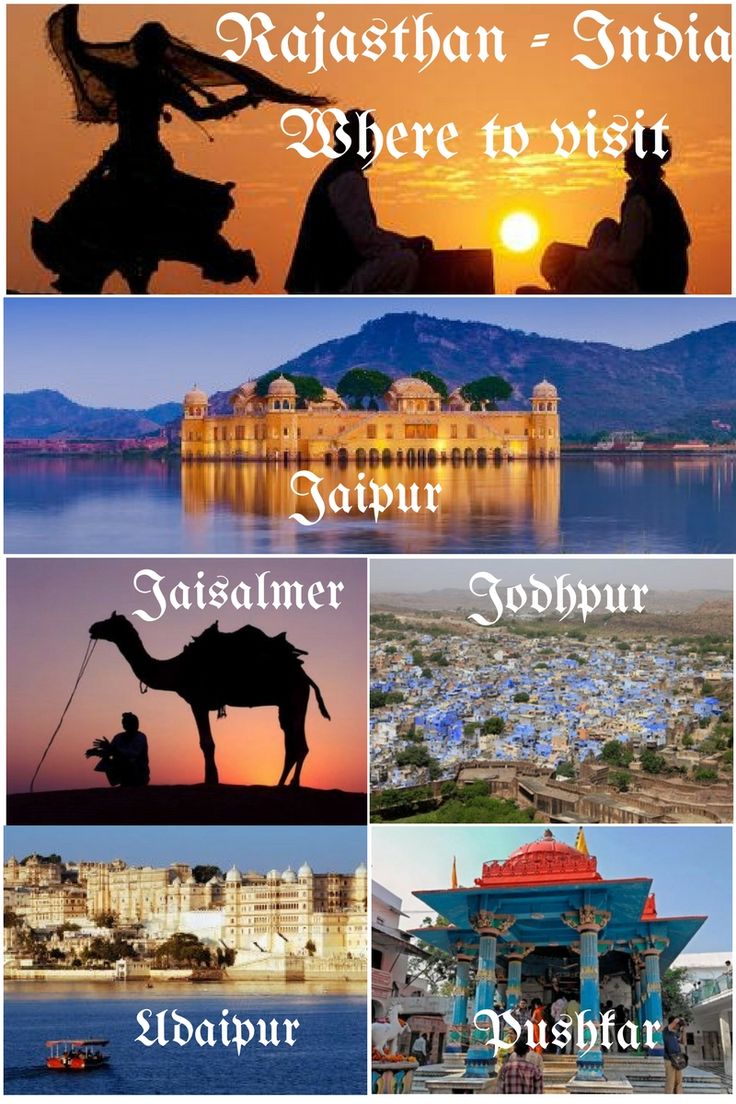 Rajasthan - India
Where to visit
Jaipur
Jaisalmer
Jodhpur
Udaipur
Pushkar